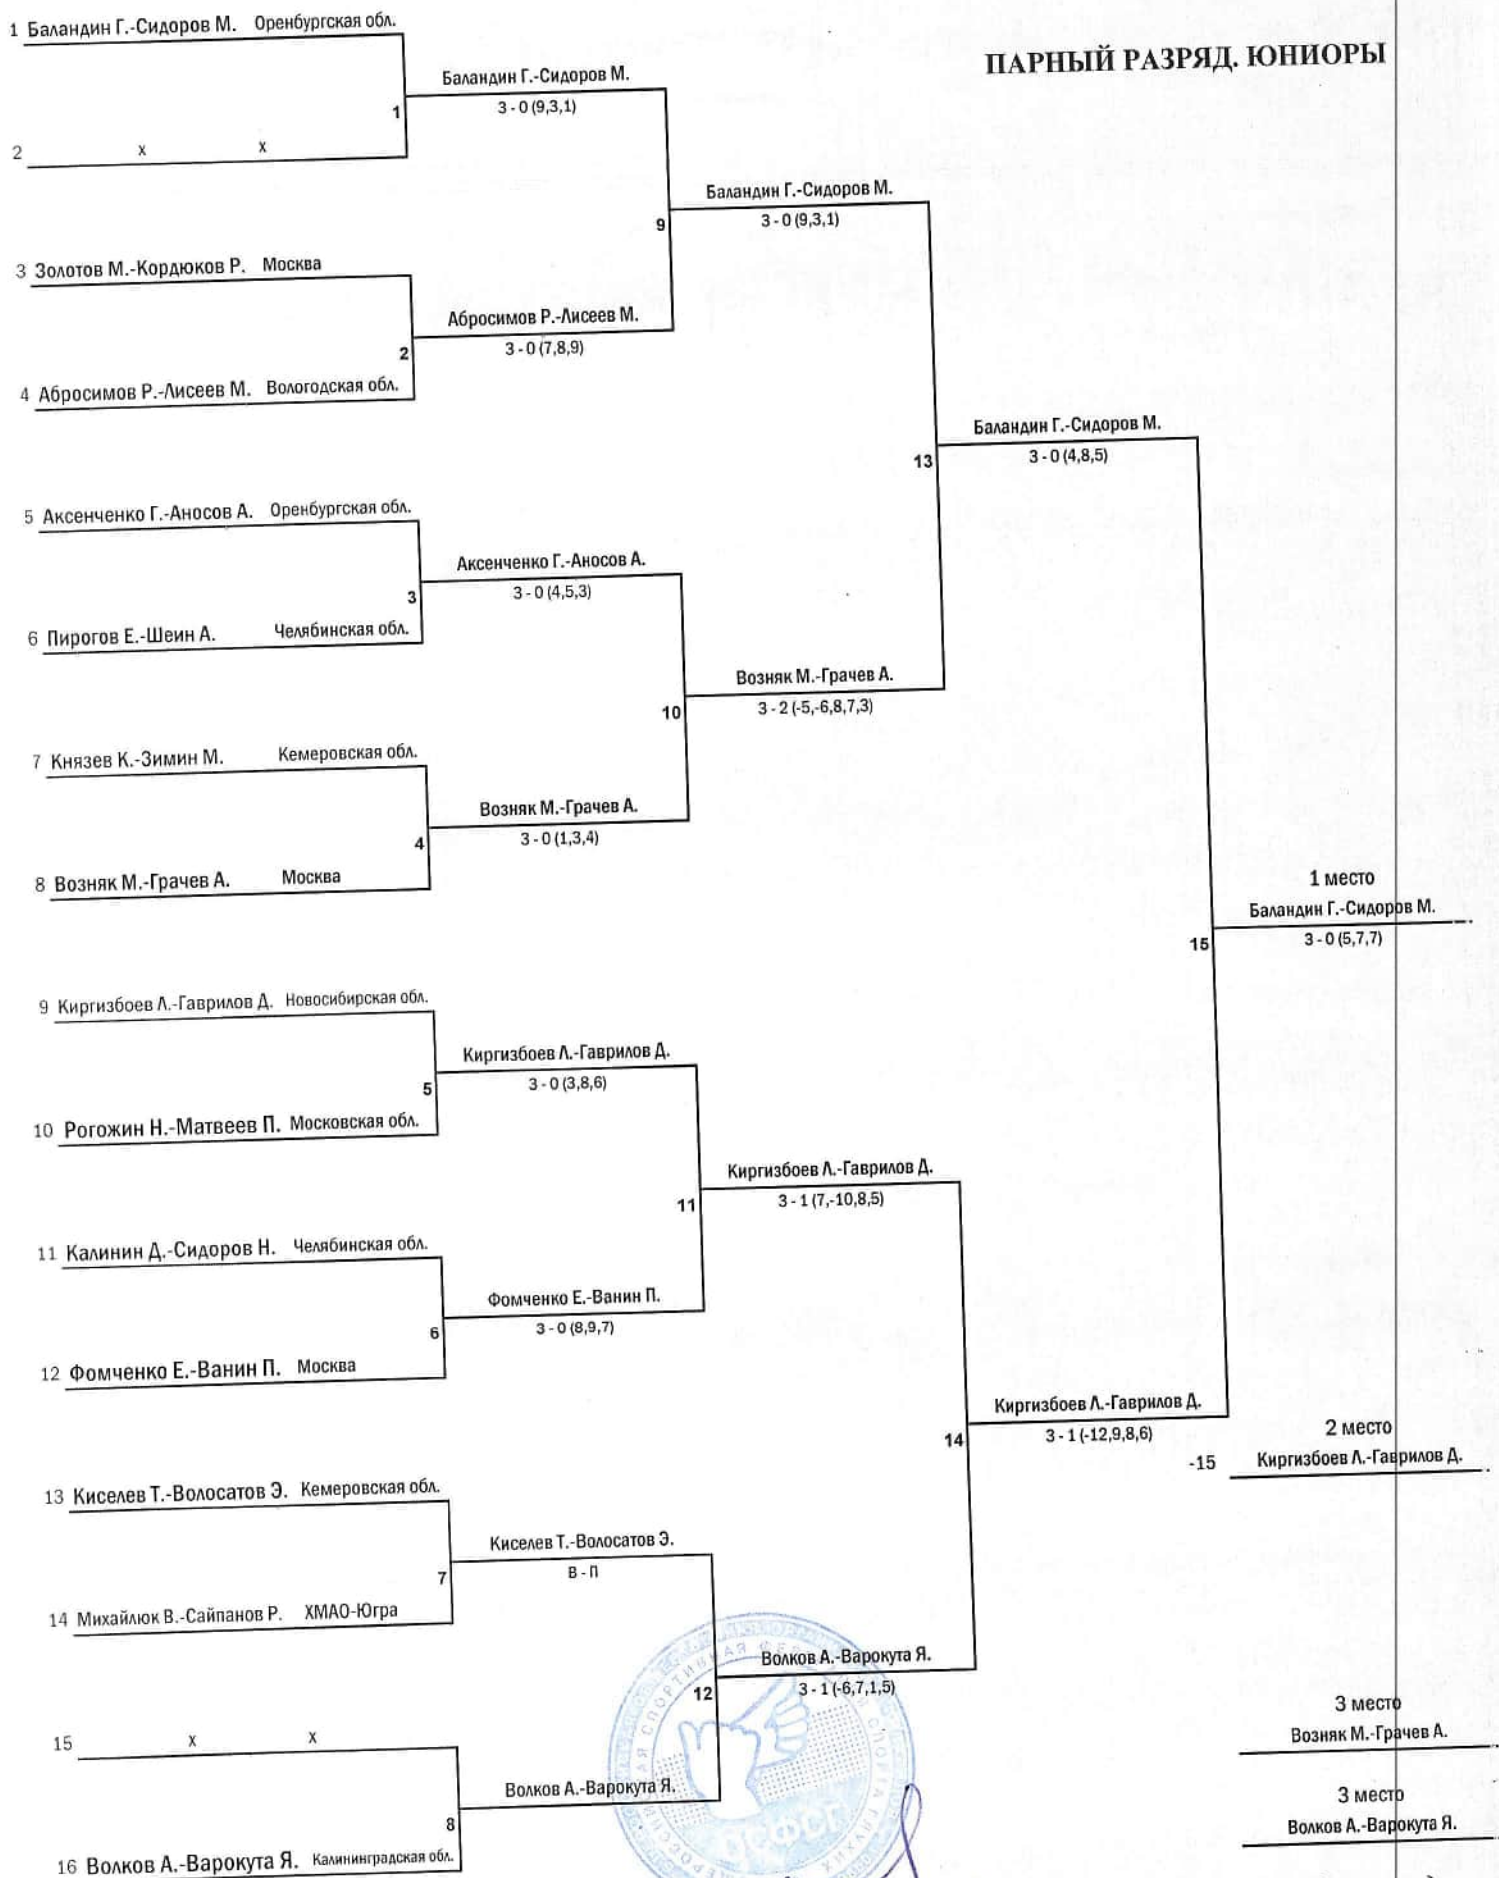 ПАРНЫЙ РАЗРЯД. ЮНИОРЫ
1 Баландин Г.-Сидоров М. Оренбургская обл.
Баландин Г.-Сидоров М.
3 - 0 (9,3,1)
1
2 x x
Баландин Г.-Сидоров М.
3 - 0 (9,3,1)
9
3 Золотов М.-Кордюков Р. Москва
Абросимов Р.-Лисеев М.
3 - 0 (7,8,9)
2
4 Абросимов Р.-Лисеев М. Вологодская обл.
Баландин Г.-Сидоров М.
3 - 0 (4,8,5)
13
5 Аксенченко Г.-Аносов А. Оренбургская обл.
Аксенченко Г.-Аносов А.
3 - 0 (4,5,3)
3
6 Пирогов Е.-Шеин А. Челябинская обл.
Возняк М.-Грачев А.
3 - 2 (-5,-6,8,7,3)
10
7 Князев К.-Зимин М. Кемеровская обл.
Возняк М.-Грачев А.
3 - 0 (1,3,4)
4
8 Возняк М.-Грачев А. Москва
1 место
Баландин Г.-Сидоров М.
3 - 0 (5,7,7)
15
9 Киргизбоев Л.-Гаврилов Д. Новосибирская обл.
Киргизбоев Л.-Гаврилов Д.
3 - 0 (3,8,6)
5
10 Рогожин Н.-Матвеев П. Московская обл.
Киргизбоев Л.-Гаврилов Д.
3 - 1 (7,-10,8,5)
11
11 Калинин Д.-Сидоров Н. Челябинская обл.
Фомченко Е.-Ванин П.
3 - 0 (8,9,7)
6
12 Фомченко Е.-Ванин П. Москва
Киргизбоев Л.-Гаврилов Д.
3 - 1 (-12,9,8,6)
14
2 место
-15 Киргизбоев Л.-Гаврилов Д.
13 Киселев Т.-Волосатов Э. Кемеровская обл.
Киселев Т.-Волосатов Э.
В - П
7
14 Михайлюк В.-Сайпанов Р. ХМАО-Югра
Волков А.-Варокута Я.
3 - 1 (-6,7,1,5)
12
15 x x
Волков А.-Варокута Я.
8
16 Волков А.-Варокута Я. Калининградская обл.
3 место
Возняк М.-Грачев А.
3 место
Волков А.-Варокута Я.